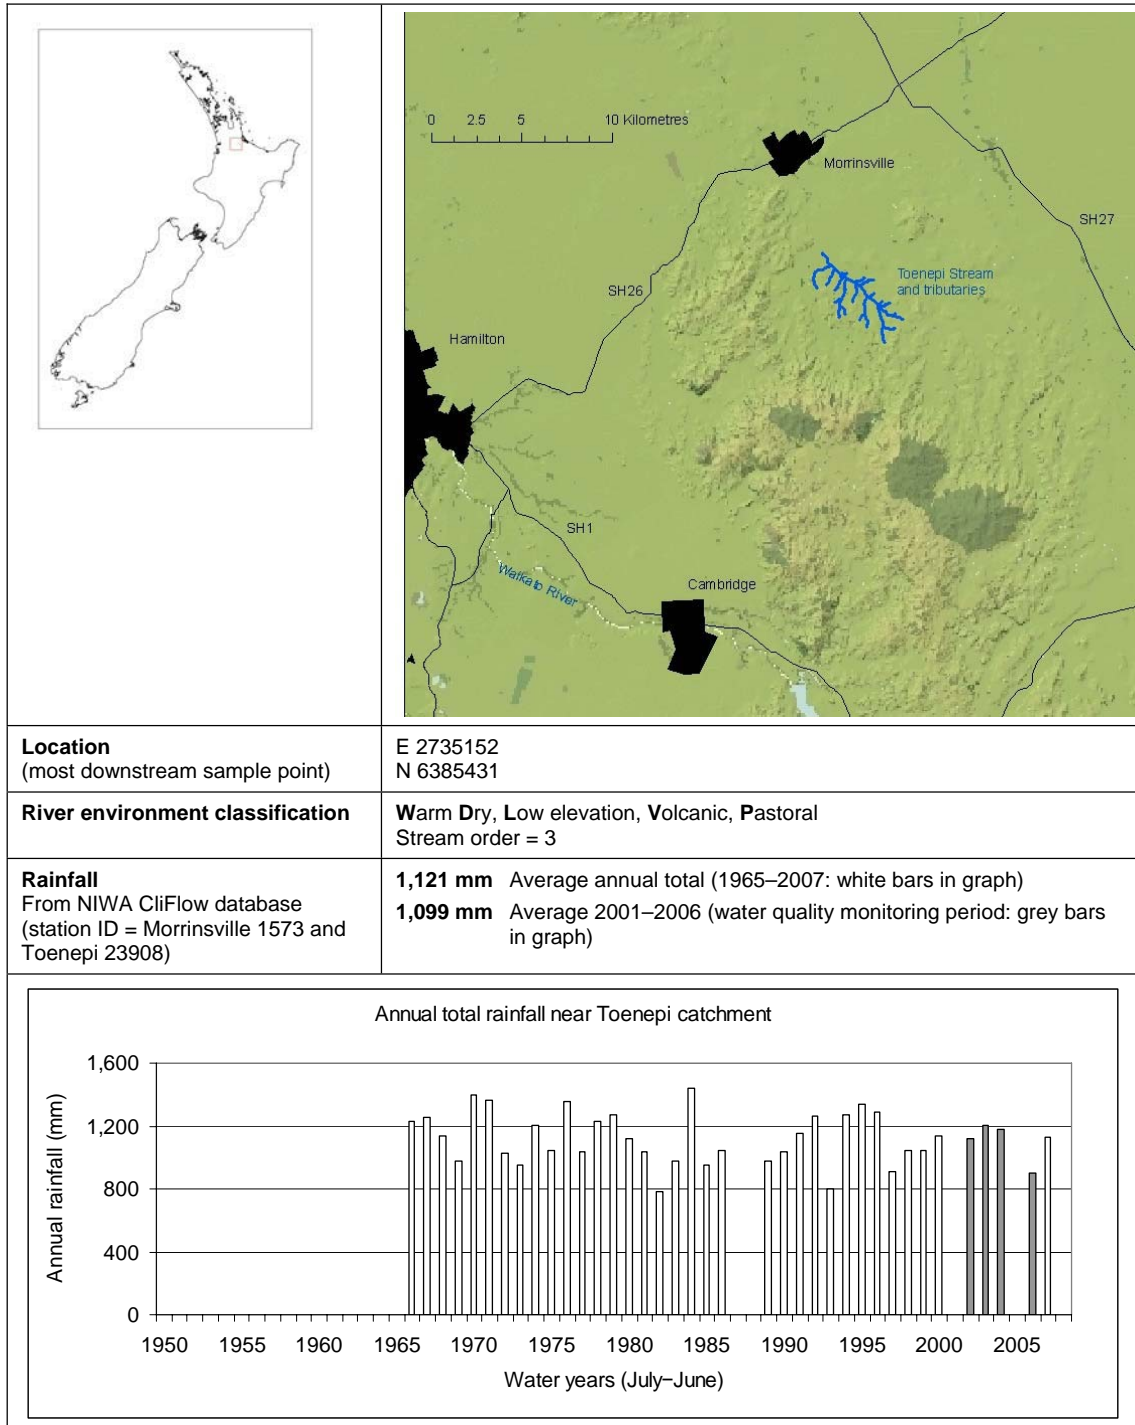 0 2.5 5 10 Kilometres
Morrinsville
SH27
Toenepi Stream
and tributaries
SH26
Hamilton
SH1
Waikato River
Cambridge
Location
(most downstream sample point)
E 2735152
N 6385431
River environment classification
Warm Dry, Low elevation, Volcanic, Pastoral
Stream order = 3
Rainfall
From NIWA CliFlow database
(station ID = Morrinsville 1573 and
Toenepi 23908)
1,121 mm Average annual total (1965–2007: white bars in graph)
1,099 mm Average 2001–2006 (water quality monitoring period: grey bars
in graph)
Annual total rainfall near Toenepi catchment
Annual rainfall (mm)
1,600
1,200
800
400
0
1950 1955 1960 1965 1970 1975 1980 1985 1990 1995 2000 2005
Water years (July–June)